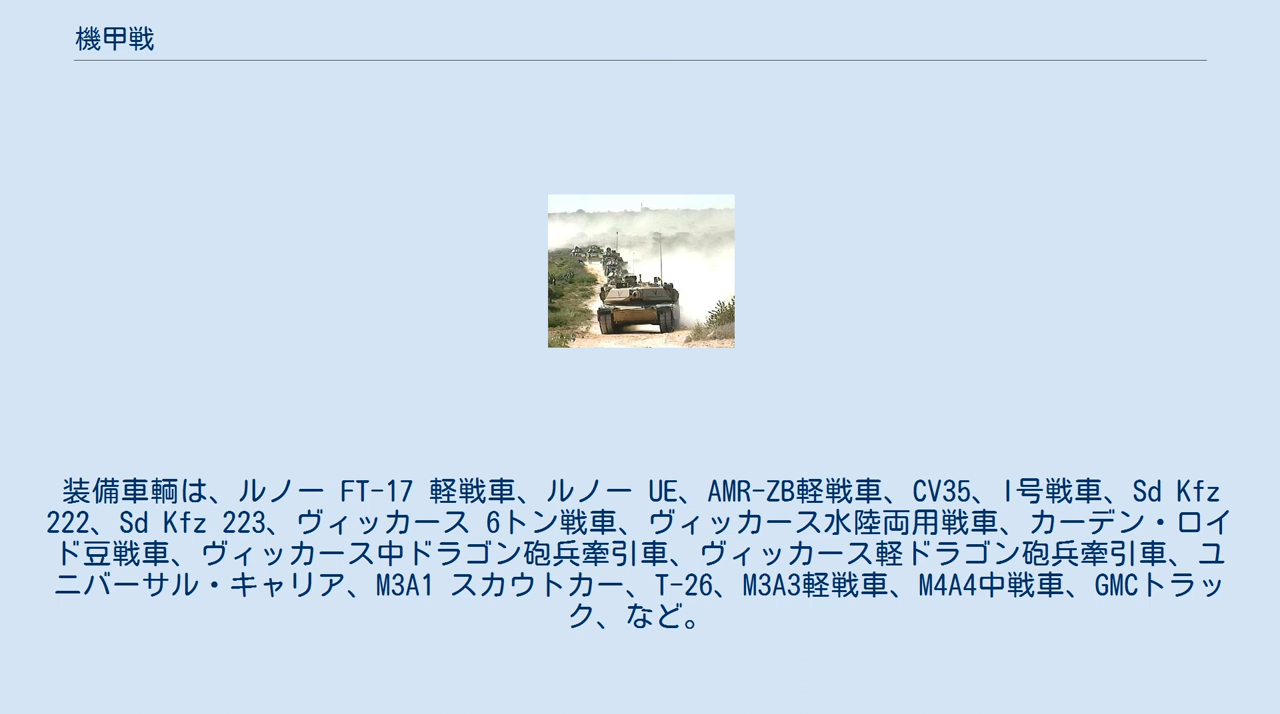 機甲戦
装備車輌は、ルノー FT-17 軽戦車、ルノー UE、AMR-ZB軽戦車、CV35、I号戦車、Sd Kfz
222、Sd Kfz 223、ヴィッカース 6トン戦車、ヴィッカース水陸両用戦車、カーデン・ロイ
ド豆戦車、ヴィッカース中ドラゴン砲兵牽引車、ヴィッカース軽ドラゴン砲兵牽引車、ユ
ニバーサル・キャリア、M3A1 スカウトカー、T-26、M3A3軽戦車、M4A4中戦車、GMCトラッ
ク、など。